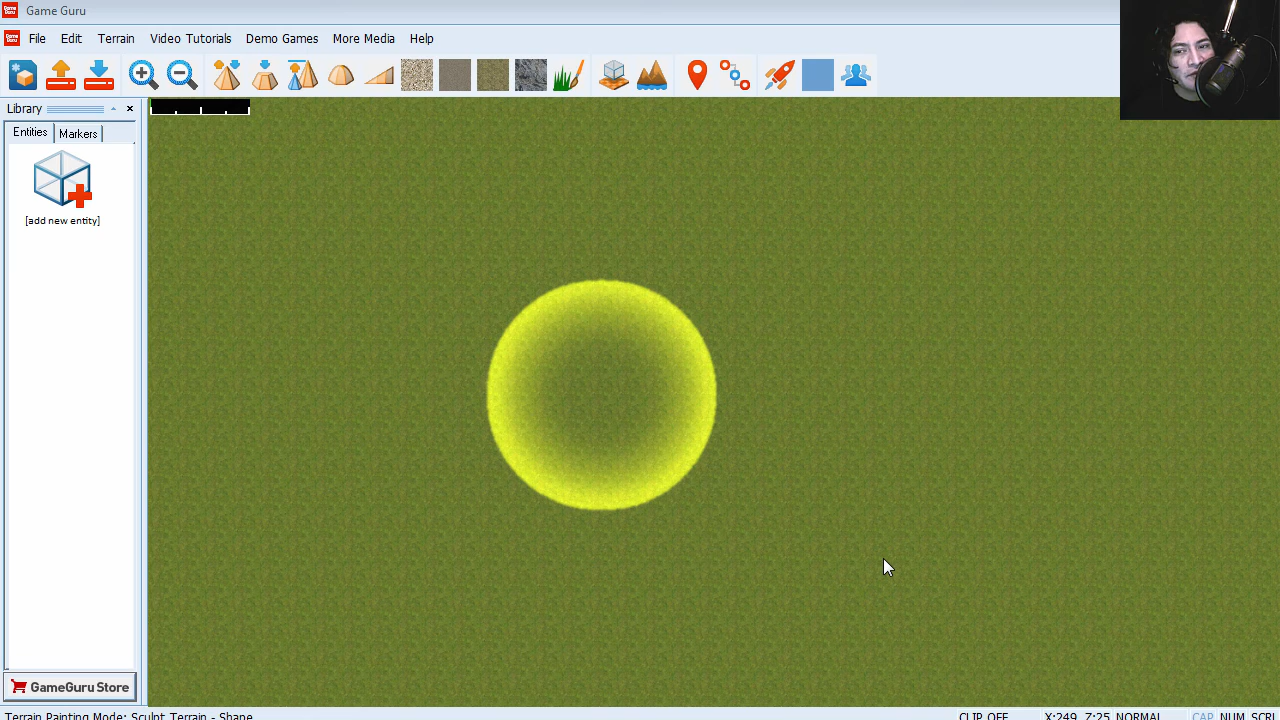 Game Guru
File Edit Terrain Video Tutorials Demo Games More Media Help
Library
Entities Markers
[add new entity]
GameGuru Store
Terrain Painting Mode: Sculpt Terrain - Shape CLIP OFF X:249 Z:25 NORMAL CAP NUM SCRL